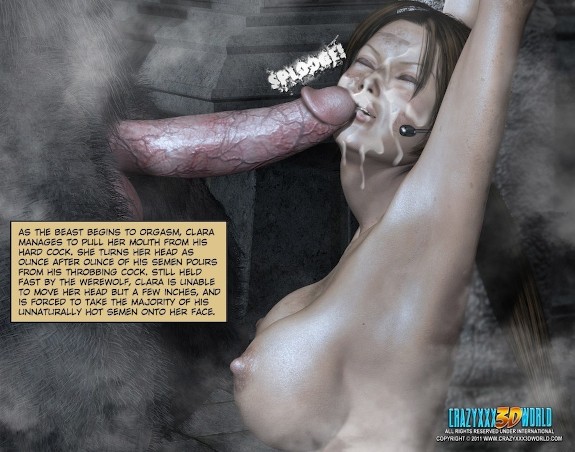 SPLOOGE!
AS THE BEAST BEGINS TO ORGASM, CLARA
MANAGES TO PULL HER MOUTH FROM HIS
HARD COCK. SHE TURNS HER HEAD AS
OUNCE AFTER OUNCE OF HIS SEMEN POURS
FROM HIS THROBBING COCK. STILL HELD
FAST BY THE WEREWOLF, CLARA IS UNABLE
TO MOVE HER HEAD BUT A FEW INCHES, AND
IS FORCED TO TAKE THE MAJORITY OF HIS
UNNATURALLY HOT SEMEN ONTO HER FACE.
CRAZYXXX3DWORLD
ALL RIGHTS RESERVED UNDER INTERNATIONAL
COPYRIGHT © 2011 WWW.CRAZYXXX3DWORLD.COM